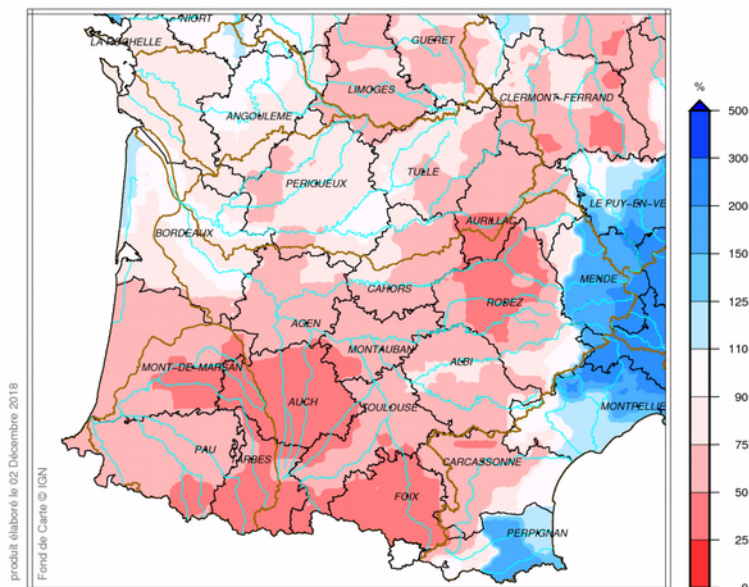 NIORT
LA ROCHELLE
GUERET
%
LIMOGES
CLERMONT-FERRAND
500
ANGOULEME
300
PERIGUEUX
TULLE
LE PUY-EN-VE
200
AURILLAC
BORDEAUX
150
MENDE
CAHORS
RODEZ
125
AGEN
110
MONTAUBAN
ALBI
MONT-DE-MARSAN
90
AUCH
TOULOUSE
MONTPELLIE
75
PAU
ARBES
CARCASSONNE
50
FOIX
PERPIGNAN
25
0
produit élaboré le 02 Décembre 2018
Fond de Carte © IGN